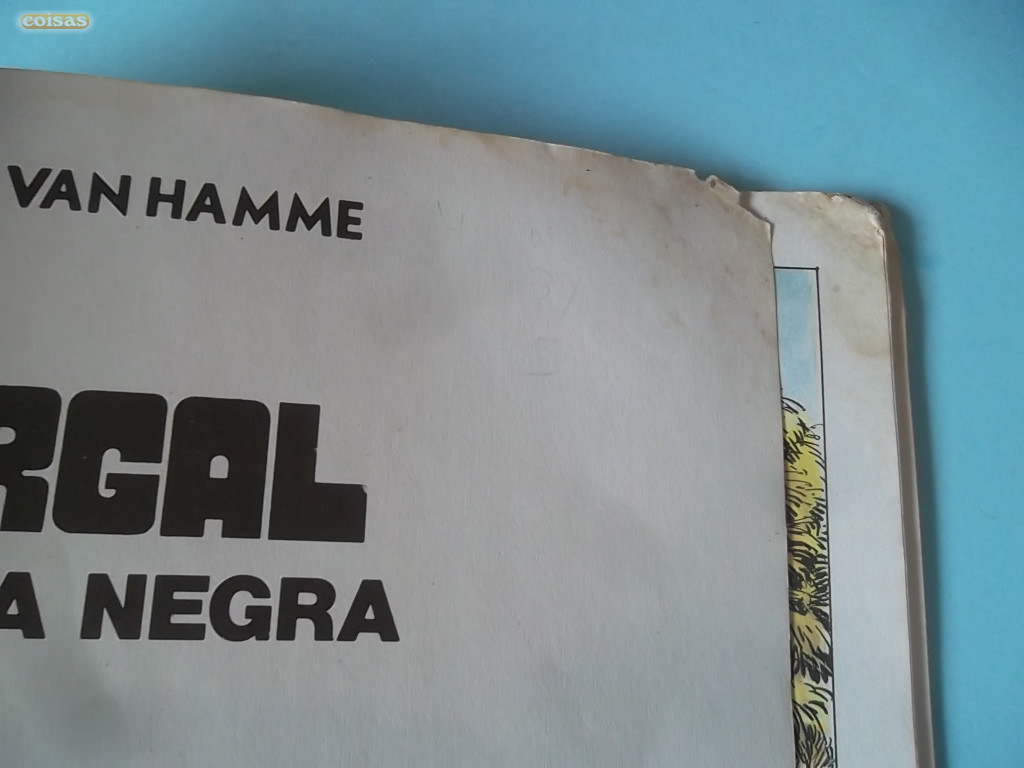 coisas
VAN HAMME
RGAL
A NEGRA